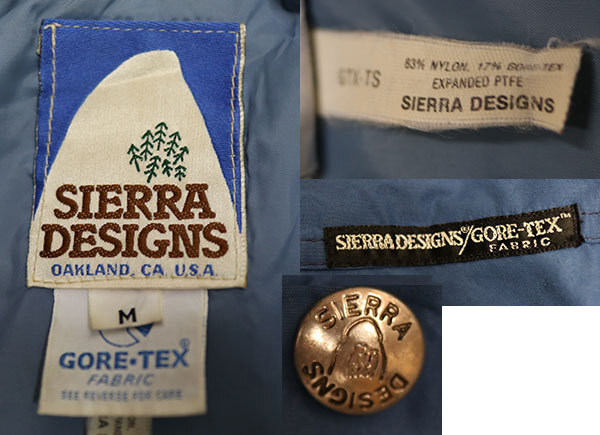 SIERRA
DESIGNS
OAKLAND, CA. U.S.A.
M
GORE-TEX
FABRIC
SEE REVERSE FOR CARE
GTX-TS
83% NYLON. 17% GORE-TEX
EXPANDED PTFE
SIERRA DESIGNS
SIERRA DESIGNS®/GORE-TEX™
FABRIC
SIERRA
DESIGNS